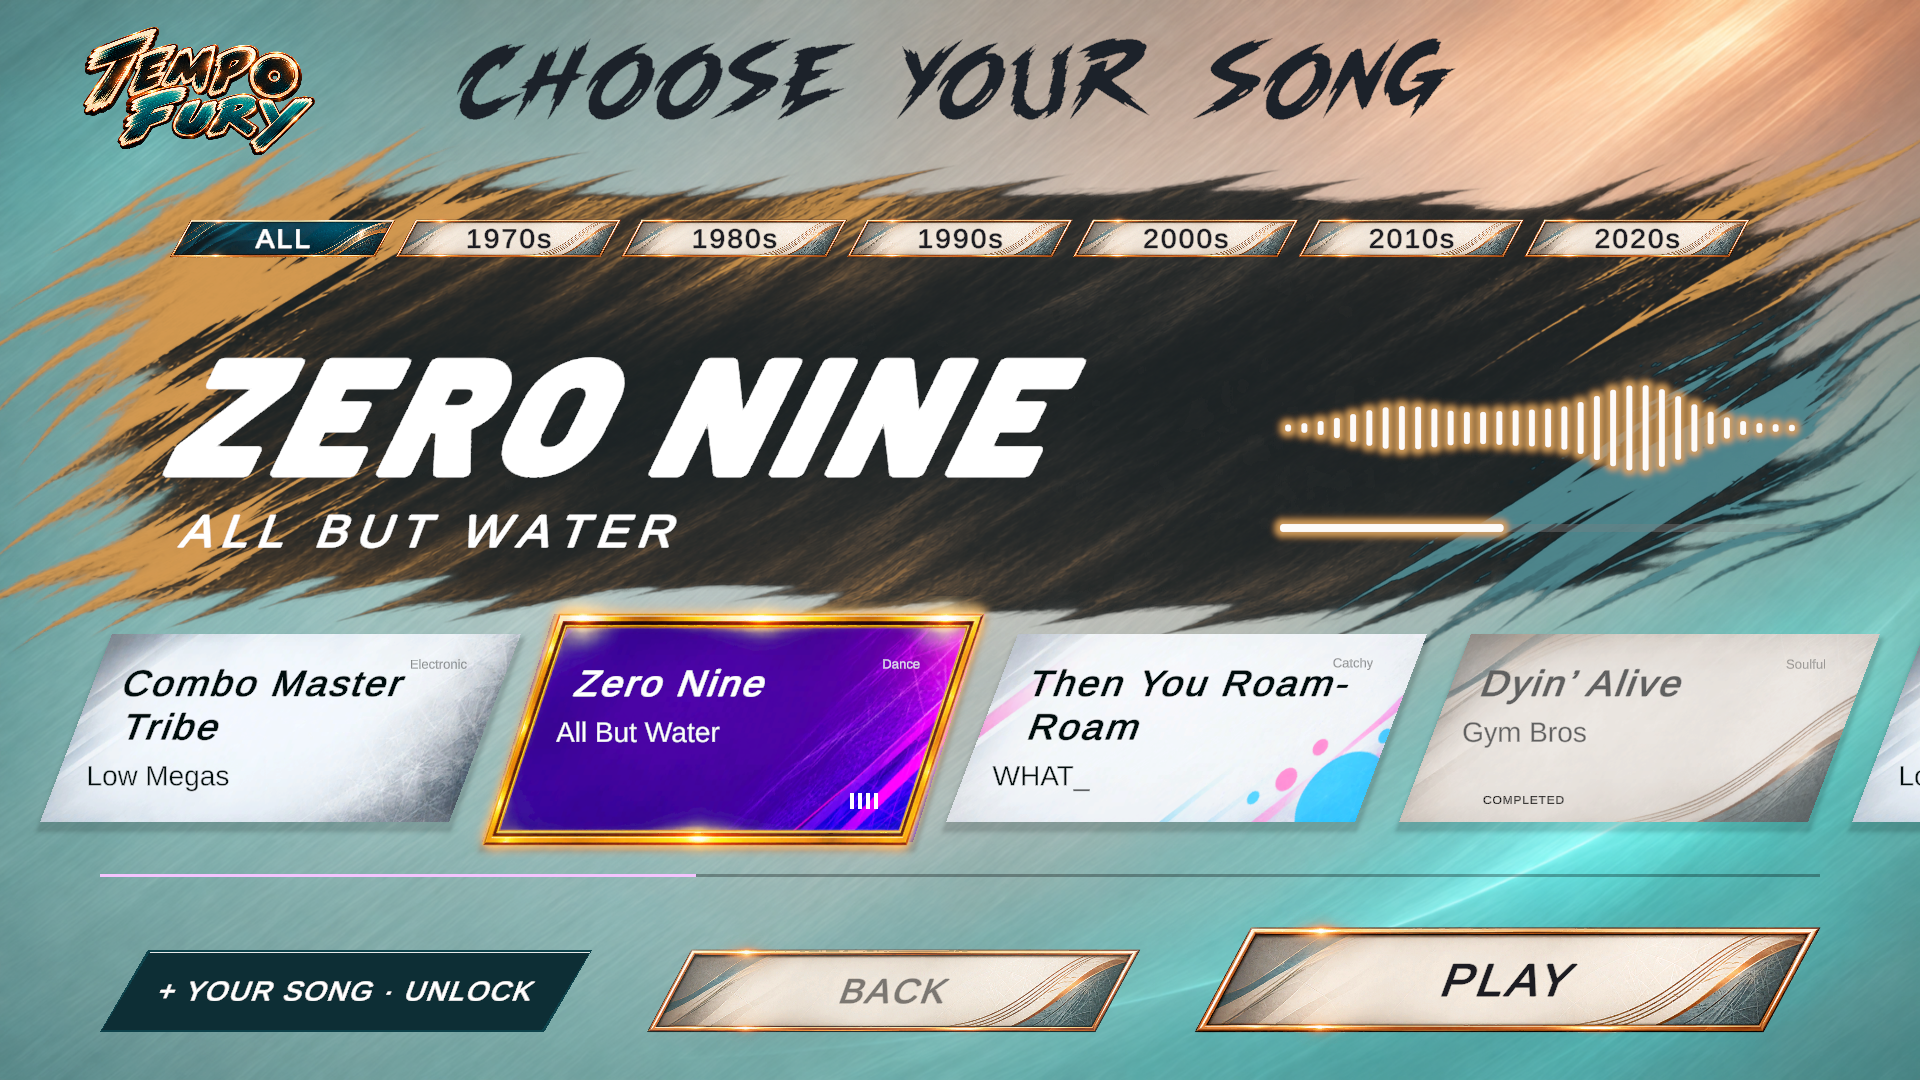 TEMPO
FURY
CHOOSE YOUR SONG
ALL
1970s
1980s
1990s
2000s
2010s
2020s
ZERO NINE
ALL BUT WATER
Combo Master
Tribe
Electronic
Low Megas
Zero Nine
Dance
All But Water
Then You Roam-
Roam
Catchy
WHAT_
Dyin’ Alive
Soulful
Gym Bros
COMPLETED
+ YOUR SONG · UNLOCK
BACK
PLAY